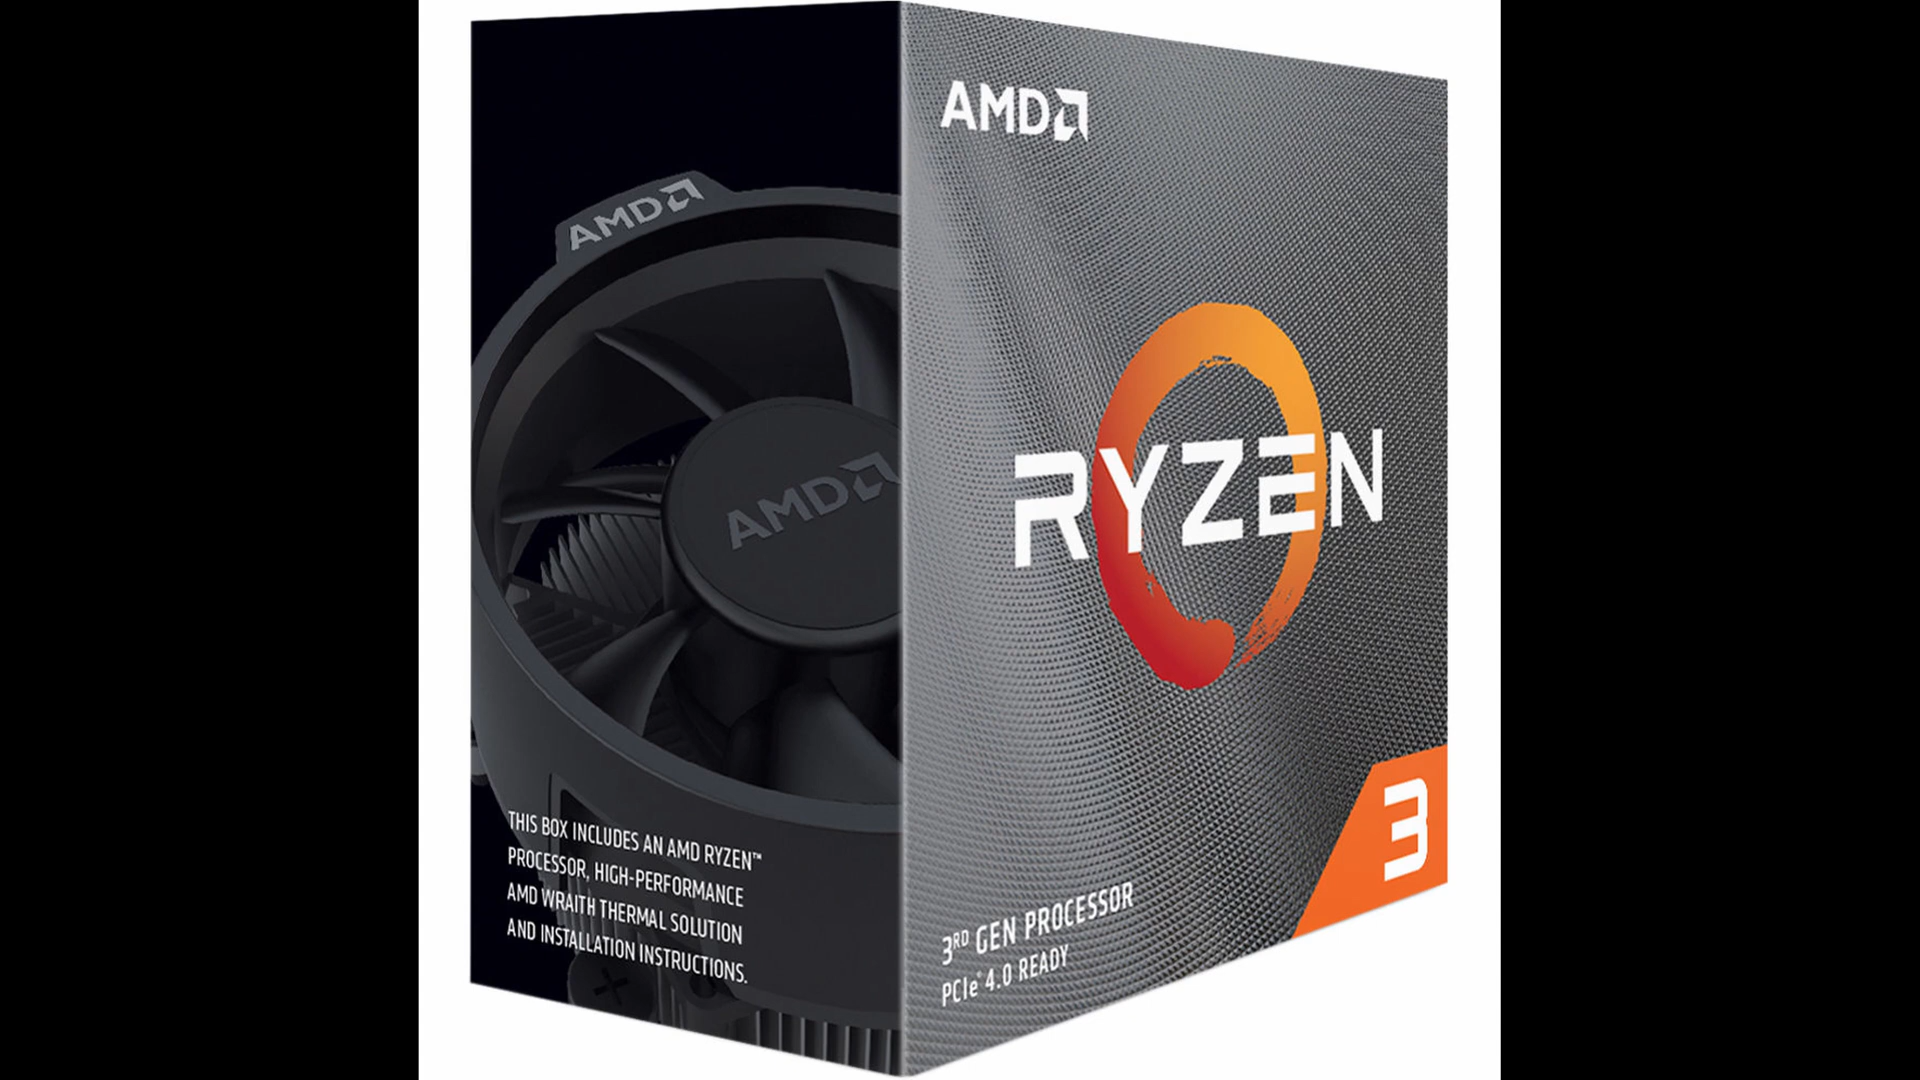 AMD
AMD
THIS BOX INCLUDES AN AMD RYZEN™
PROCESSOR, HIGH-PERFORMANCE
AMD WRAITH THERMAL SOLUTION
AND INSTALLATION INSTRUCTIONS.
AMD
RYZEN
3
3RD GEN PROCESSOR
PCIe® 4.0 READY